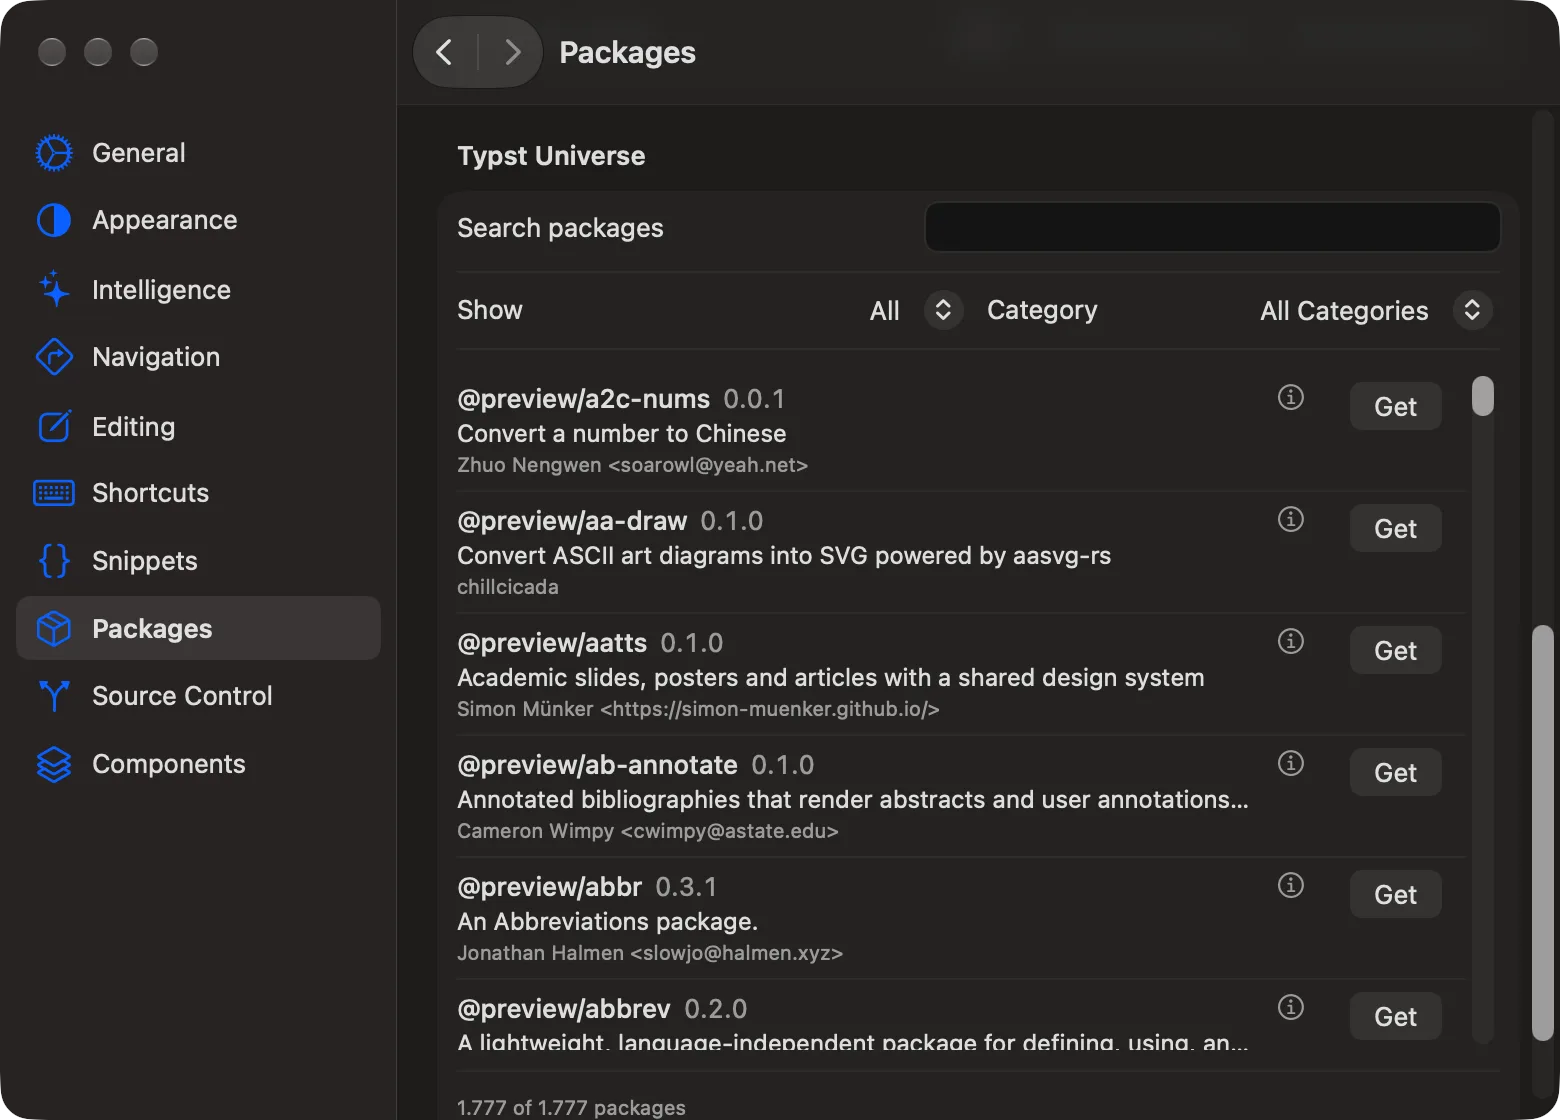 Packages
General
Appearance
Intelligence
Navigation
Editing
Shortcuts
Snippets
Packages
Source Control
Components
Typst Universe
Search packages
Show All Category All Categories
@preview/a2c-nums 0.0.1 Get
Convert a number to Chinese
Zhuo Nengwen <soarowl@yeah.net>
@preview/aa-draw 0.1.0 Get
Convert ASCII art diagrams into SVG powered by aasvg-rs
chillcicada
@preview/aatts 0.1.0 Get
Academic slides, posters and articles with a shared design system
Simon Münker <https://simon-muenker.github.io/>
@preview/ab-annotate 0.1.0 Get
Annotated bibliographies that render abstracts and user annotations...
Cameron Wimpy <cwimpy@astate.edu>
@preview/abbr 0.3.1 Get
An Abbreviations package.
Jonathan Halmen <slowjo@halmen.xyz>
@preview/abbrev 0.2.0 Get
A lightweight, language-independent package for defining, using, an...
1.777 of 1.777 packages